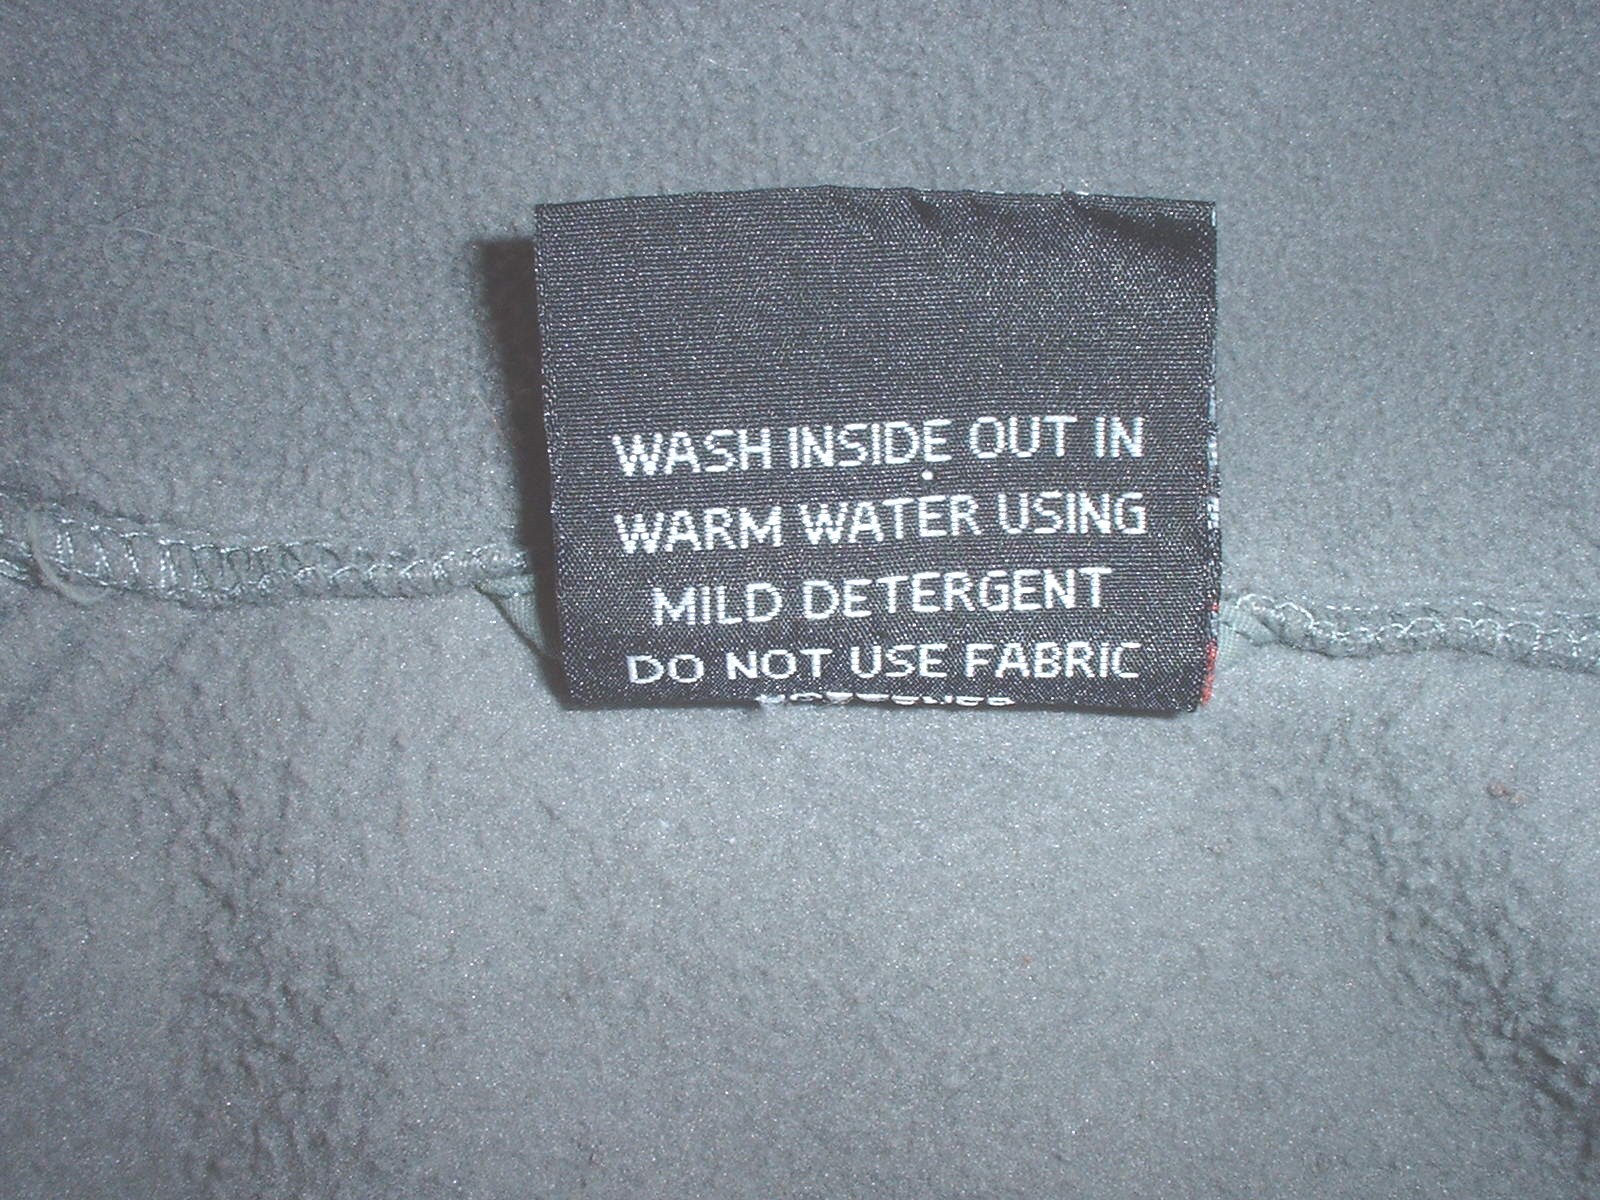 WASH INSIDE OUT IN
WARM WATER USING
MILD DETERGENT
DO NOT USE FABRIC